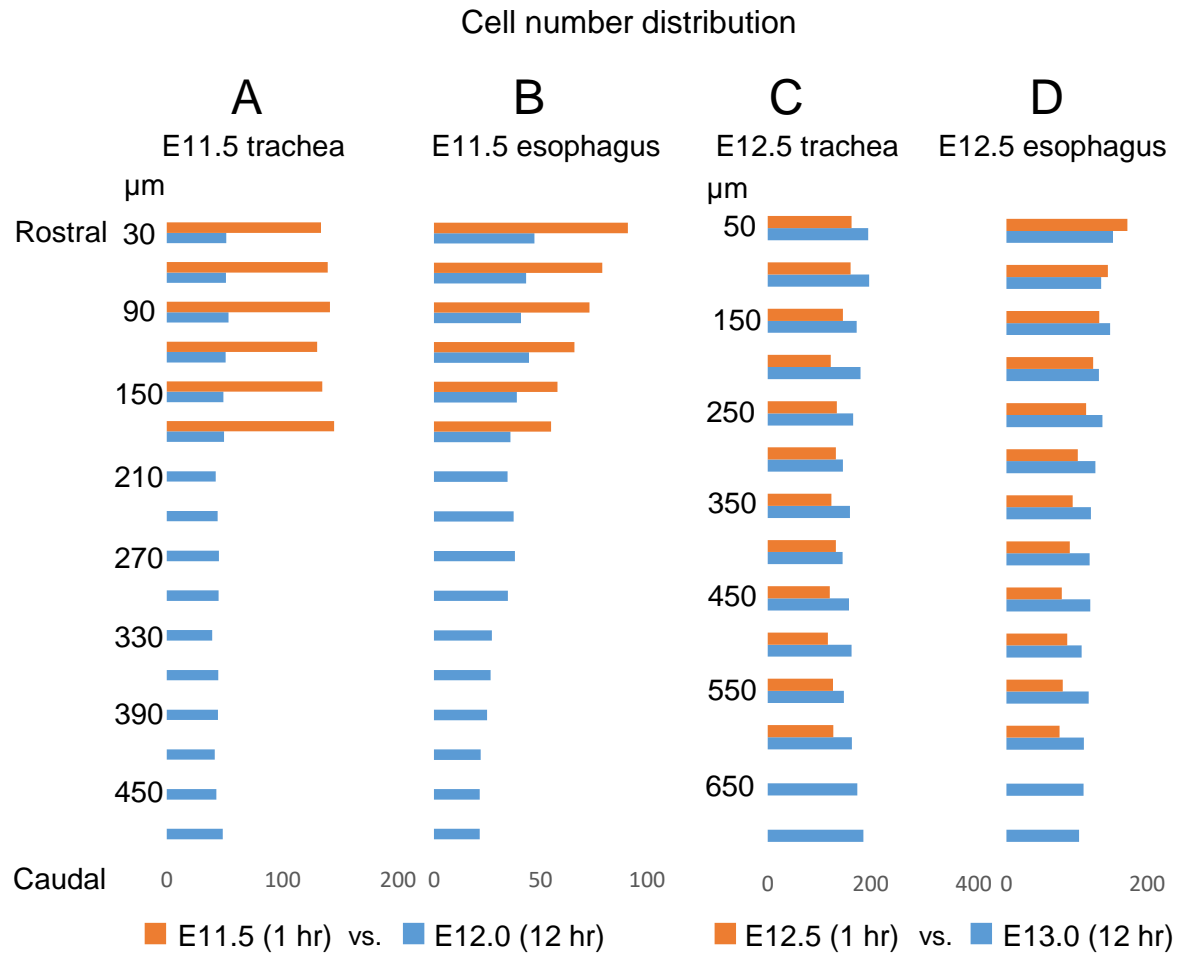 Cell number distribution
A B C D
E11.5 trachea E11.5 esophagus E12.5 trachea E12.5 esophagus
µm µm
Rostral 30 50
90 150
150 250
210 350
270 450
330 550
390 650
450
Caudal 0 100 200 0 50 100 0 200 400 0 200
E11.5 (1 hr) vs. E12.0 (12 hr) E12.5 (1 hr) vs. E13.0 (12 hr)